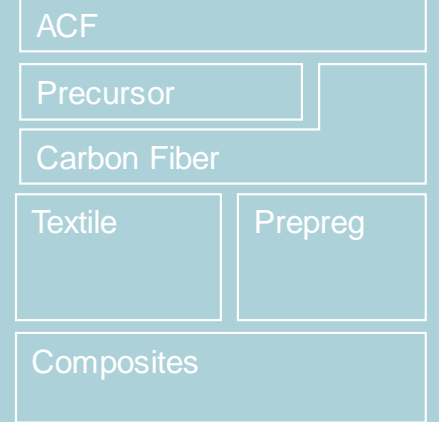 ACF
Precursor
Carbon Fiber
Textile
Prepreg
Composites